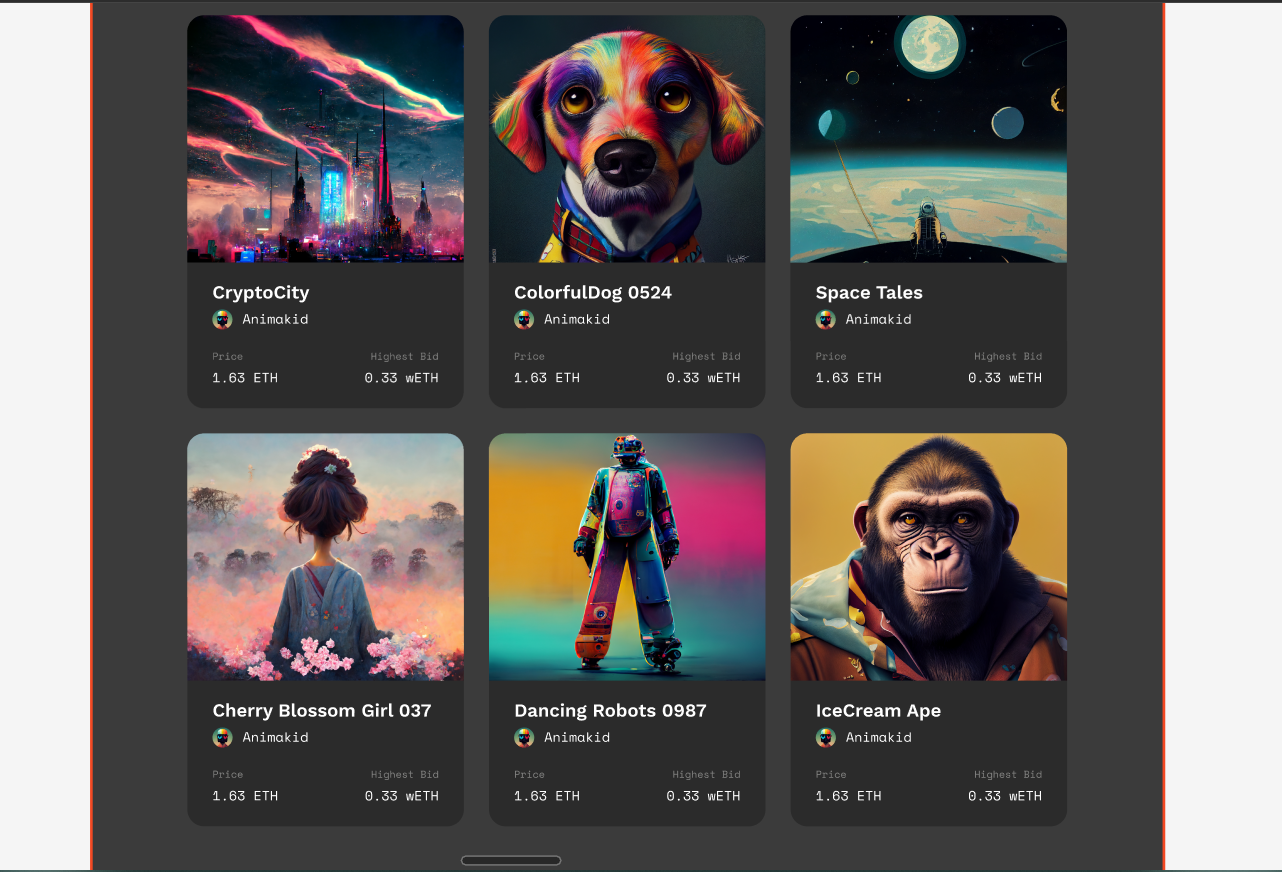 CryptoCity
Animakid
Price Highest Bid
1.63 ETH 0.33 wETH
ColorfulDog 0524
Animakid
Price Highest Bid
1.63 ETH 0.33 wETH
Space Tales
Animakid
Price Highest Bid
1.63 ETH 0.33 wETH
Cherry Blossom Girl 037
Animakid
Price Highest Bid
1.63 ETH 0.33 wETH
Dancing Robots 0987
Animakid
Price Highest Bid
1.63 ETH 0.33 wETH
IceCream Ape
Animakid
Price Highest Bid
1.63 ETH 0.33 wETH